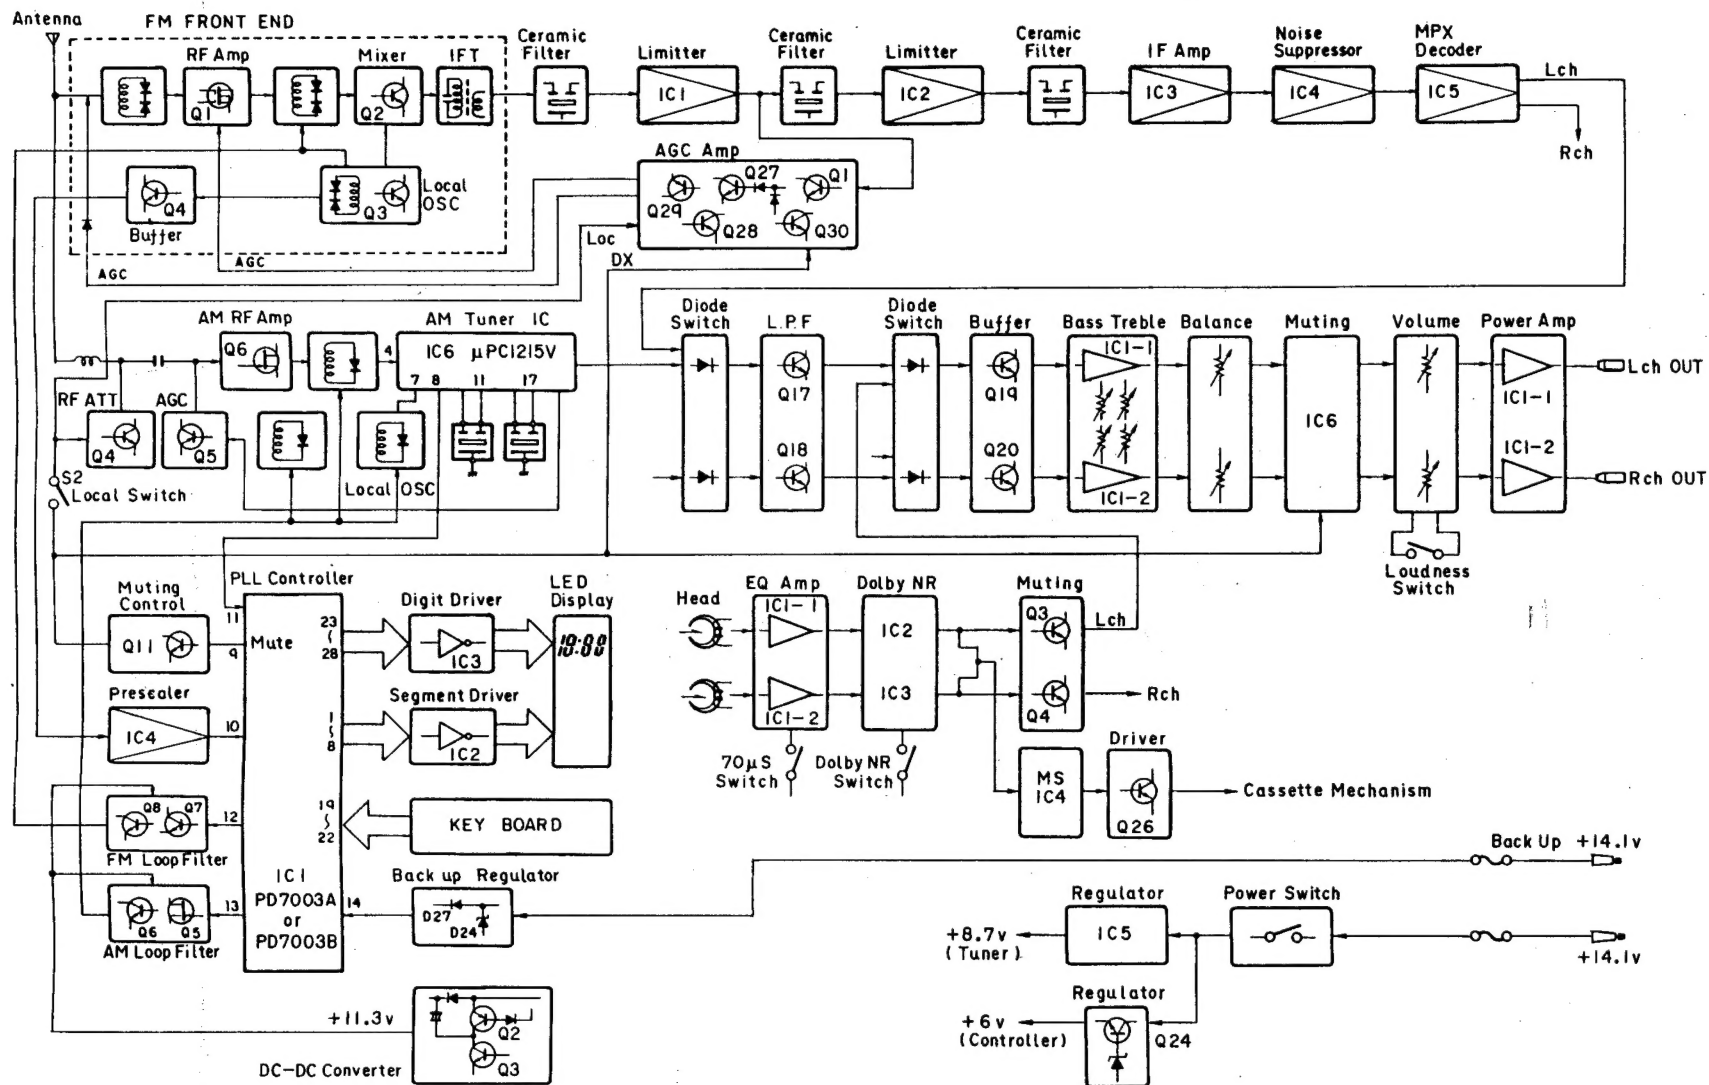 Antenna
FM FRONT END
RF Amp
Mixer
IFT
Ceramic Filter
Limitter
Ceramic Filter
Limitter
Ceramic Filter
IF Amp
Noise Suppressor
MPX Decoder
Q1
Q2
IC1
IC2
IC3
IC4
IC5
Lch
Rch
Q4
Buffer
Q3
Local OSC
AGC Amp
Q29
Q27
Q1
Q28
Q30
AGC
AGC
Loc
DX
AM RF Amp
Q6
4
AM Tuner IC
IC6 μPC1215V
7 8 11 17
RF ATT
Q4
AGC
Q5
Local OSC
S2
Local Switch
Diode Switch
L.P.F
Diode Switch
Buffer
Bass Treble
Balance
Muting
Volume
Power Amp
Q17
Q18
Q19
Q20
IC1-1
IC1-2
IC6
IC1-1
IC1-2
Lch OUT
Rch OUT
Loudness Switch
Muting Control
Q11
PLL Controller
11
Mute
9
23
28
Digit Driver
IC3
LED Display
18:88
Prescaler
IC4
10
1
8
Segment Driver
IC2
Q8 Q7
12
FM Loop Filter
19
22
KEY BOARD
Q6 Q5
13
AM Loop Filter
IC1
PD7003A
or
PD7003B
14
Back up Regulator
D27
D24
+11.3v
DC-DC Converter
Q2
Q3
Head
EQ Amp
IC1-1
IC1-2
Dolby NR
IC2
IC3
Muting
Q3
Q4
Lch
Rch
70μS Switch
Dolby NR Switch
MS
IC4
Driver
Q26
Cassette Mechanism
Back Up +14.1v
Regulator
IC5
+8.7v
(Tuner)
Power Switch
+14.1v
Regulator
Q24
+6v
(Controller)